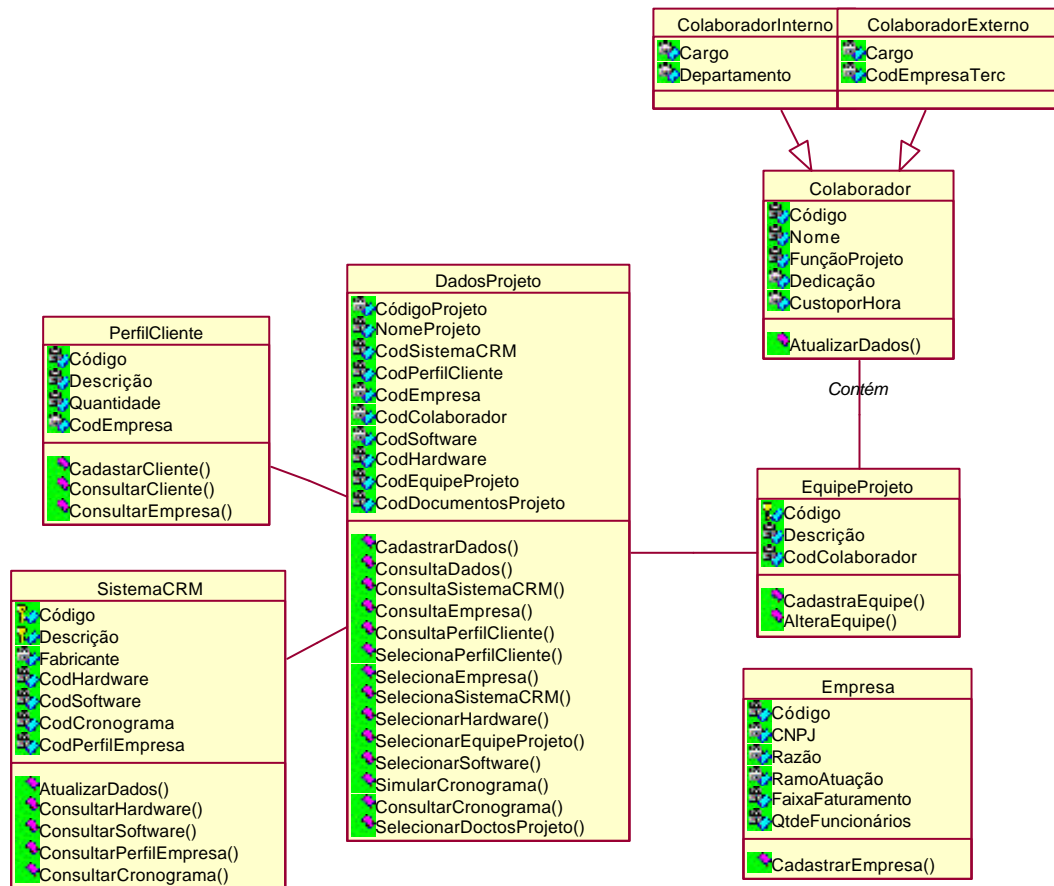 ColaboradorInterno
Cargo
Departamento
ColaboradorExterno
Cargo
CodEmpresaTerc
Colaborador
Código
Nome
FunçãoProjeto
Dedicação
CustoporHora
AtualizarDados()
Contém
DadosProjeto
CódigoProjeto
NomeProjeto
CodSistemaCRM
CodPerfilCliente
CodEmpresa
CodColaborador
CodSoftware
CodHardware
CodEquipeProjeto
CodDocumentosProjeto
CadastrarDados()
ConsultaDados()
ConsultaSistemaCRM()
ConsultaEmpresa()
ConsultaPerfilCliente()
SelecionaPerfilCliente()
SelecionaEmpresa()
SelecionaSistemaCRM()
SelecionarHardware()
SelecionarEquipeProjeto()
SelecionarSoftware()
SimularCronograma()
ConsultarCronograma()
SelecionarDoctosProjeto()
PerfilCliente
Código
Descrição
Quantidade
CodEmpresa
CadastarCliente()
ConsultarCliente()
ConsultarEmpresa()
EquipeProjeto
Código
Descrição
CodColaborador
CadastraEquipe()
AlteraEquipe()
SistemaCRM
Código
Descrição
Fabricante
CodHardware
CodSoftware
CodCronograma
CodPerfilEmpresa
AtualizarDados()
ConsultarHardware()
ConsultarSoftware()
ConsultarPerfilEmpresa()
ConsultarCronograma()
Empresa
Código
CNPJ
Razão
RamoAtuação
FaixaFaturamento
QtdeFuncionários
CadastrarEmpresa()